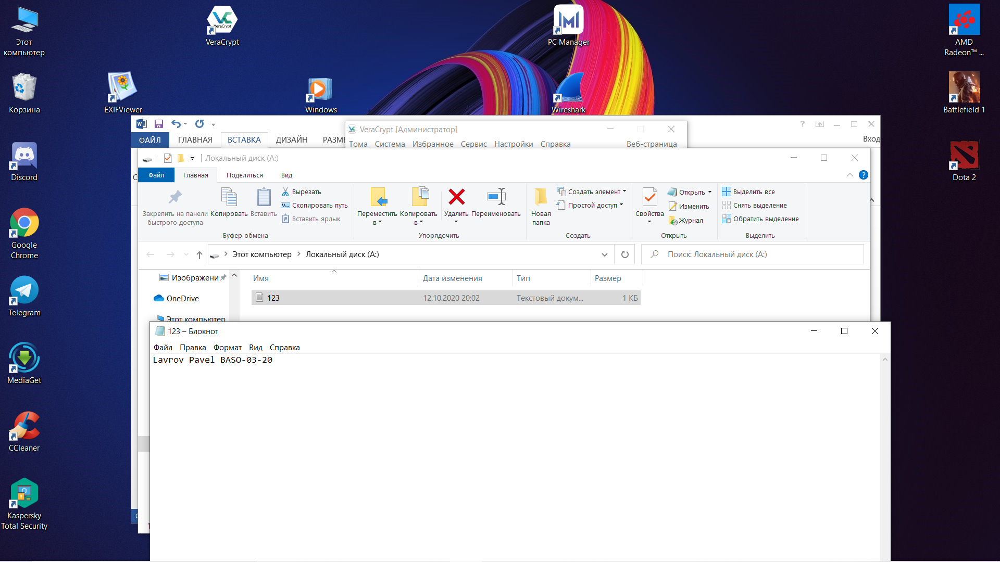 Этот
компьютер
VeraCrypt
VeraCrypt
PC Manager
AMD
Radeon™ ...
Корзина
EXIFViewer
Windows
Wireshark
Battlefield 1
Discord
Dota 2
Google
Chrome
Telegram
MediaGet
CCleaner
Kaspersky
Total Security
ФАЙЛ ГЛАВНАЯ ВСТАВКА ДИЗАЙН РАЗМЕ
Вход
VeraCrypt [Администратор]
Тома Система Избранное Сервис Настройки Справка Веб-страница
Локальный диск (A:)
Файл Главная Поделиться Вид
Закрепить на панели
быстрого доступа
Копировать
Вставить
Вырезать
Скопировать путь
Вставить ярлык
Буфер обмена
Переместить
в
Копировать
в
Удалить
Переименовать
Упорядочить
Новая
папка
Создать элемент
Простой доступ
Создать
Свойства
Открыть
Изменить
Журнал
Открыть
Выделить все
Снять выделение
Обратить выделение
Выделить
Этот компьютер > Локальный диск (A:)
Поиск: Локальный диск (A:)
Изображени
OneDrive
Этот компьютер
Имя Дата изменения Тип Размер
123 12.10.2020 20:02 Текстовый докум... 1 КБ
123 – Блокнот
Файл Правка Формат Вид Справка
Lavrov Pavel BASO-03-20